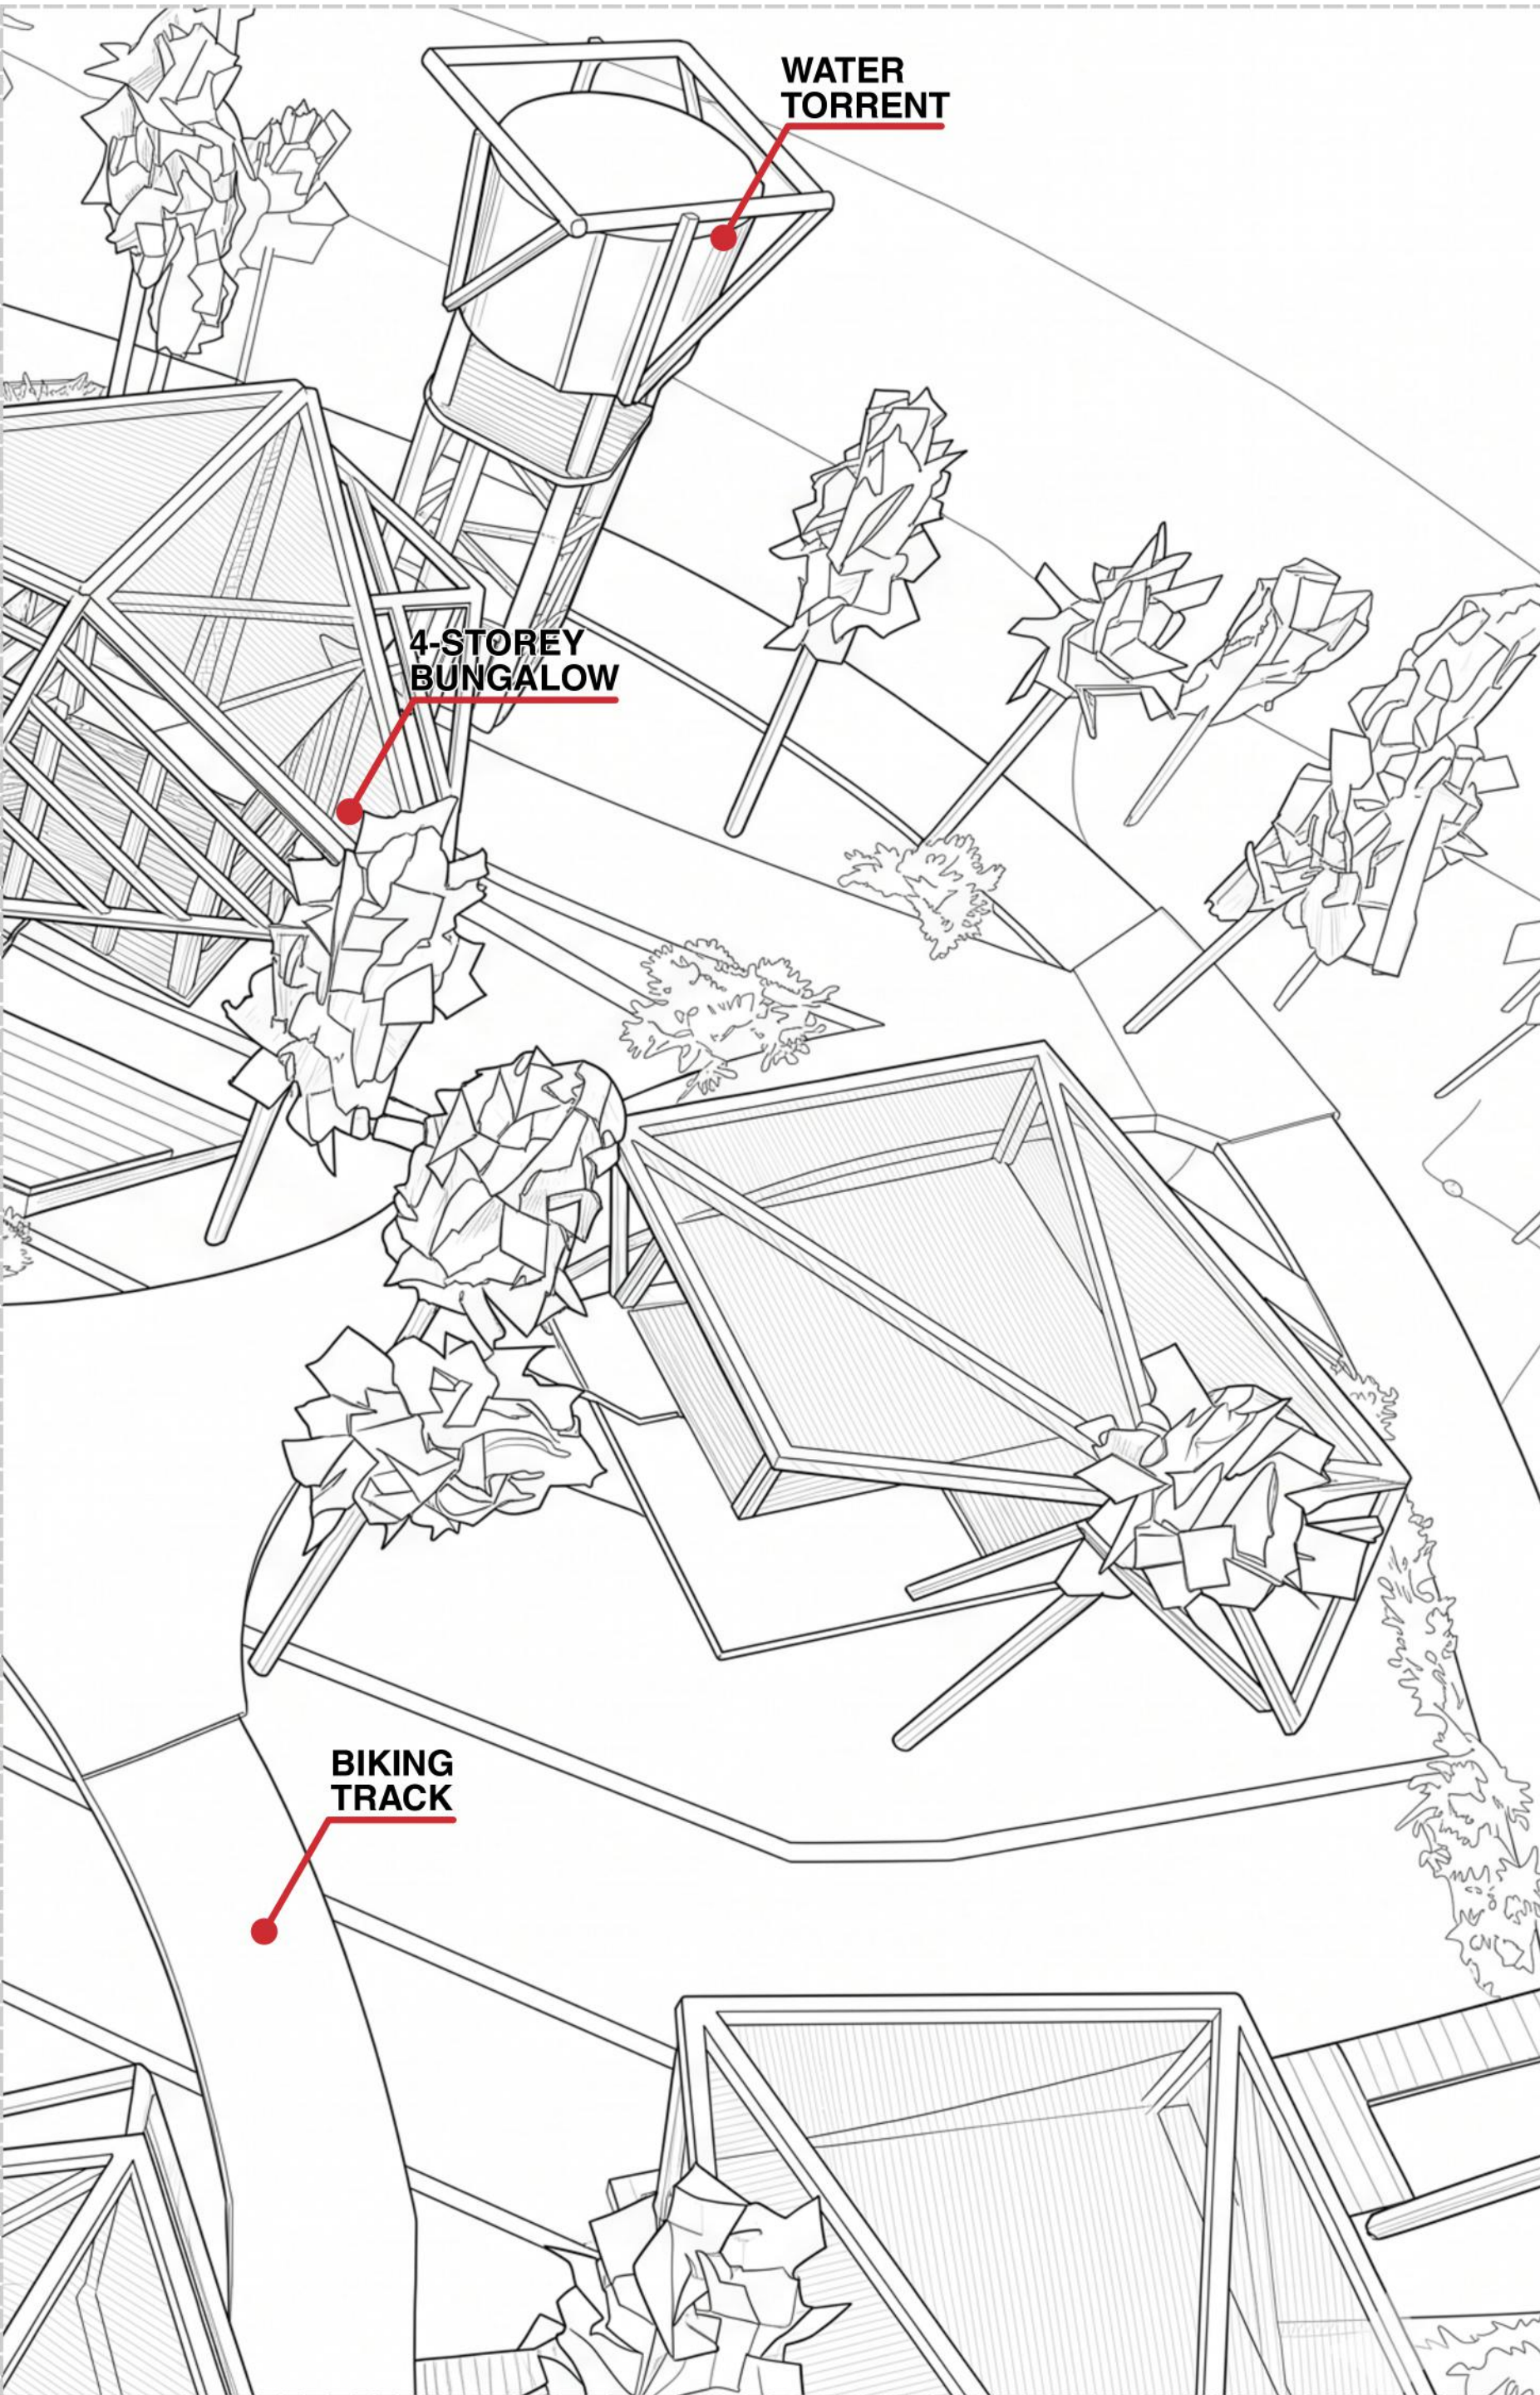 WATER
TORRENT
4-STOREY
BUNGALOW
BIKING
TRACK